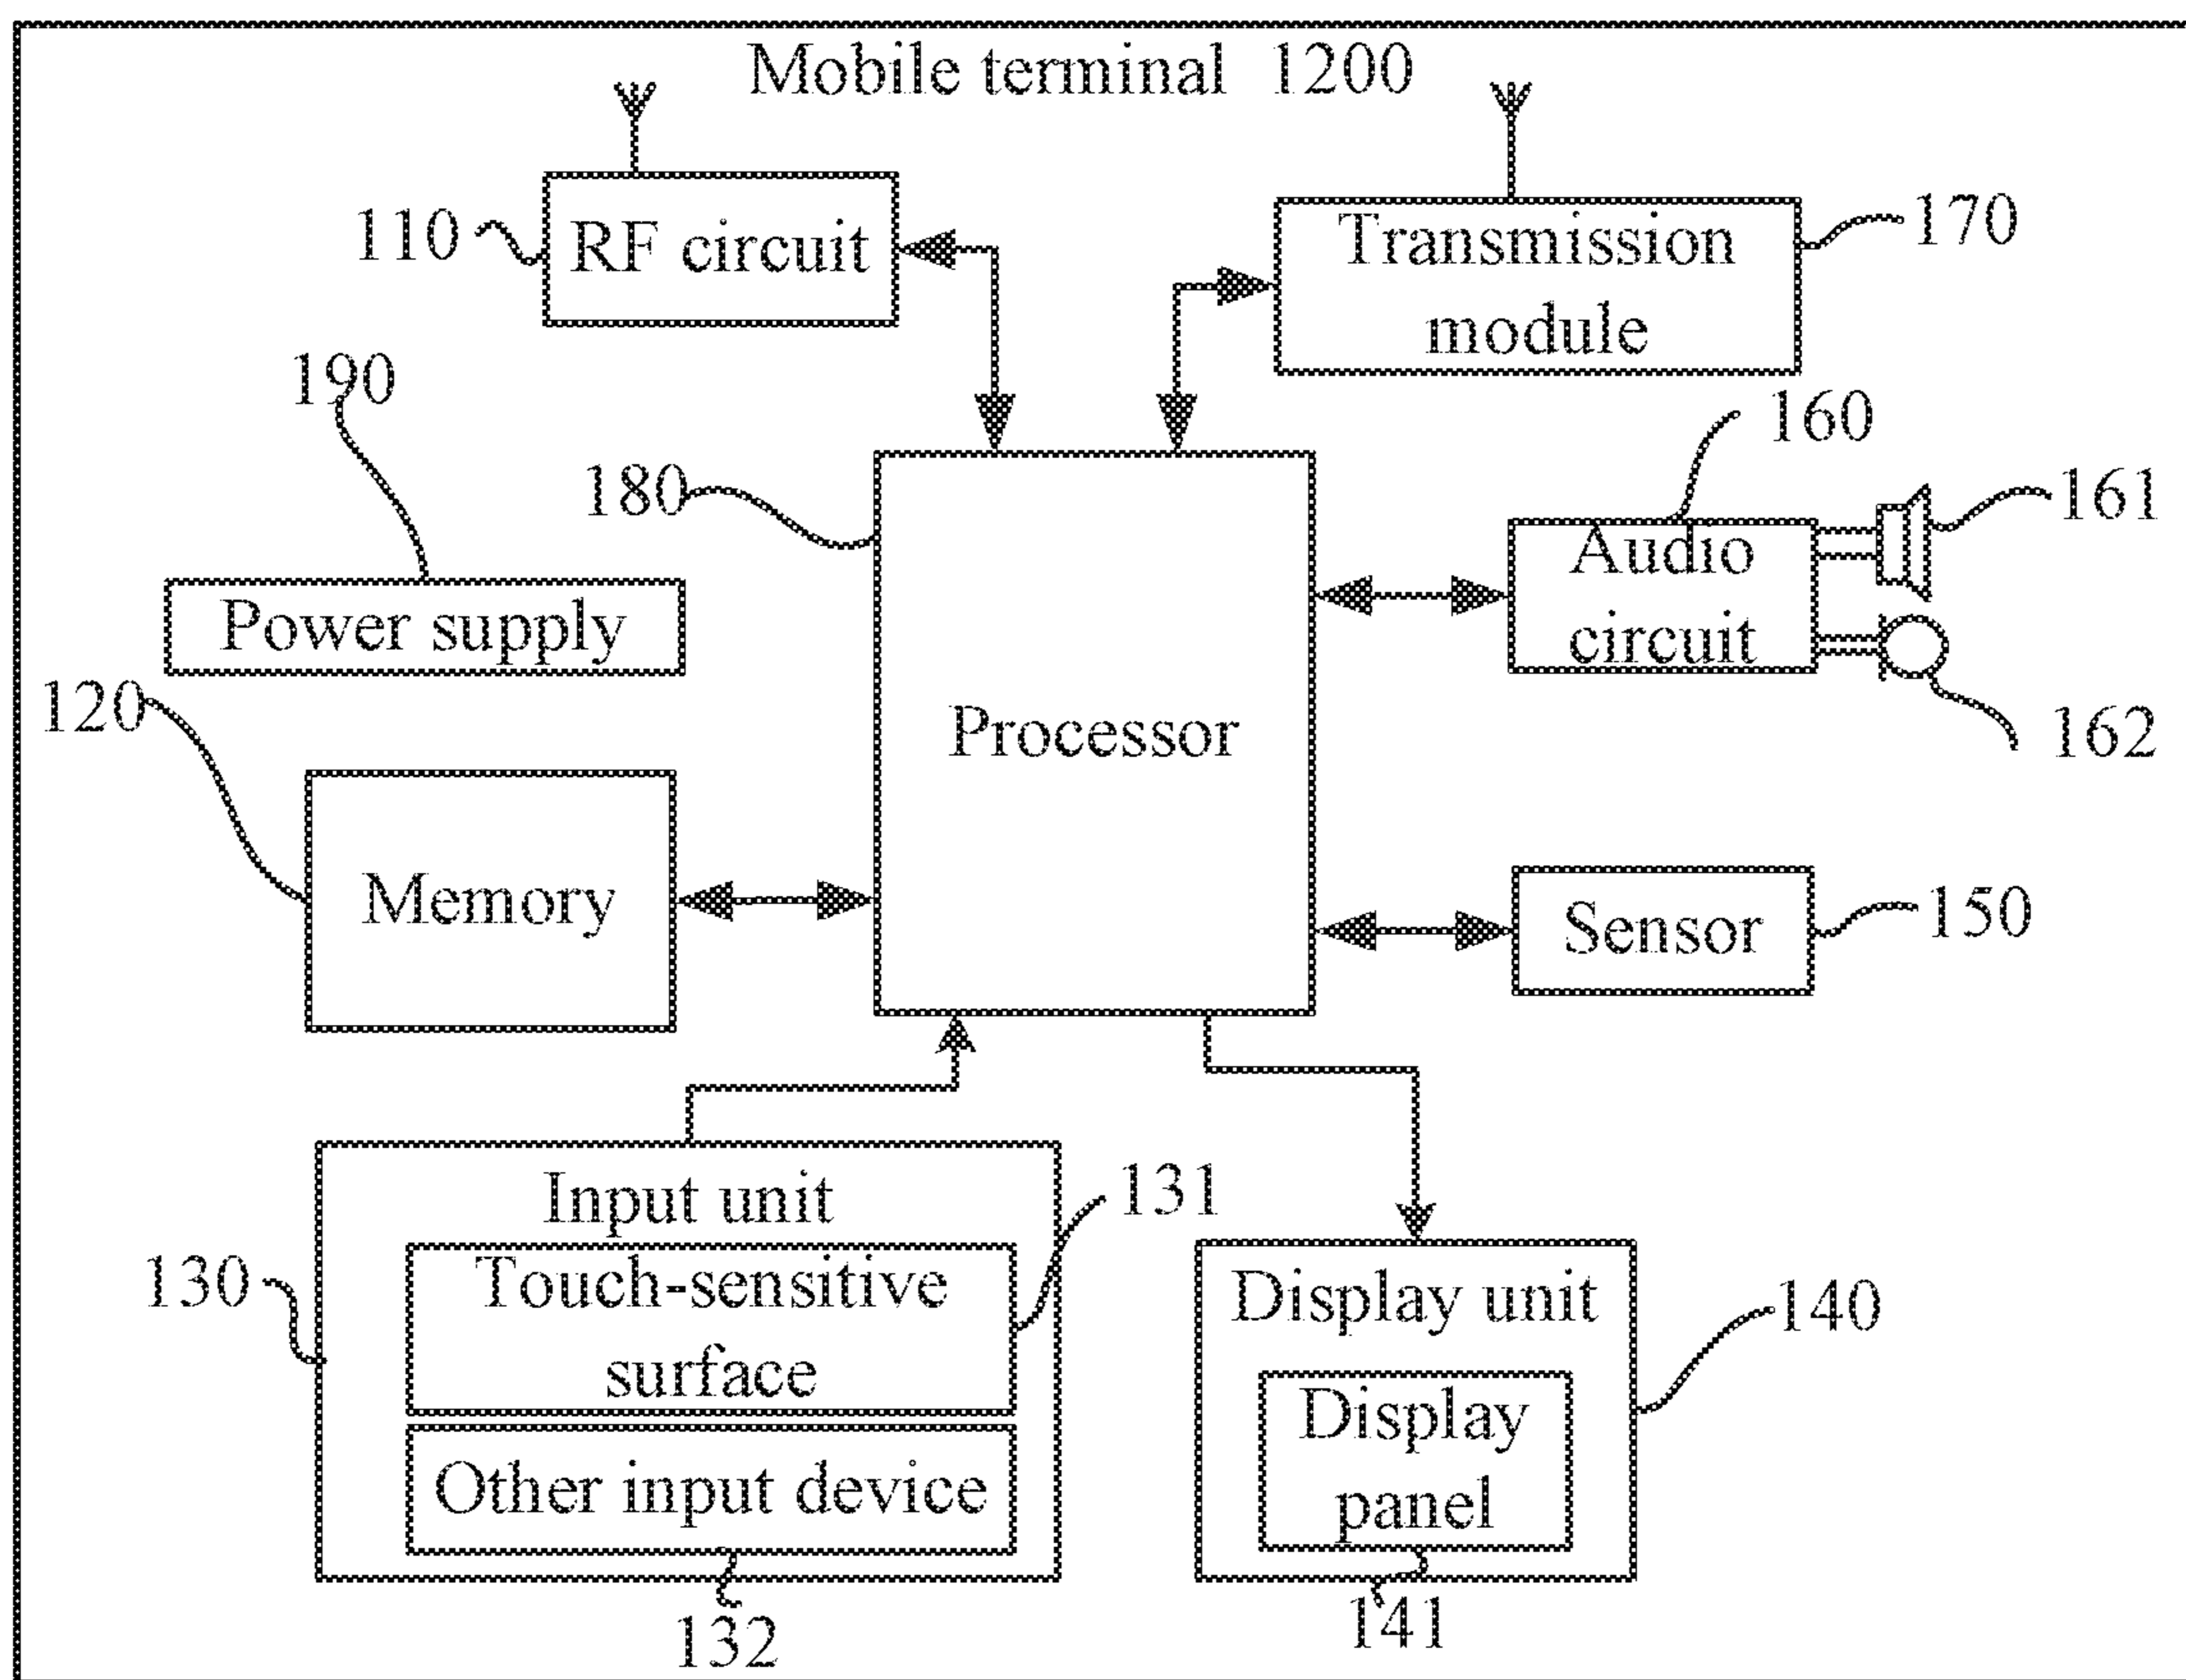 Mobile terminal 1200
110
RF circuit
Transmission
module
170
190
180
160
161
Audio
circuit
162
Power supply
120
Processor
Memory
Sensor
150
Input unit
131
130
Touch-sensitive
surface
Other input device
132
Display unit
140
Display
panel
141